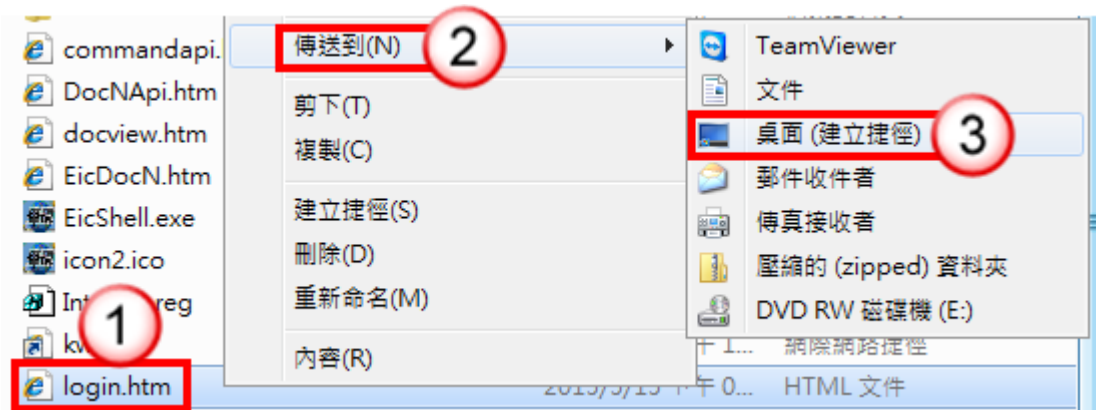 commandapi.
DocNApi.htm
docview.htm
EicDocN.htm
EicShell.exe
icon2.ico
In
reg
1
login.htm
傳送到(N)
2
剪下(T)
複製(C)
建立捷徑(S)
刪除(D)
重新命名(M)
內容(R)
TeamViewer
文件
桌面 (建立捷徑)
3
郵件收件者
傳真接收者
壓縮的 (zipped) 資料夾
DVD RW 磁碟機 (E:)
網際網路捷徑
HTML 文件